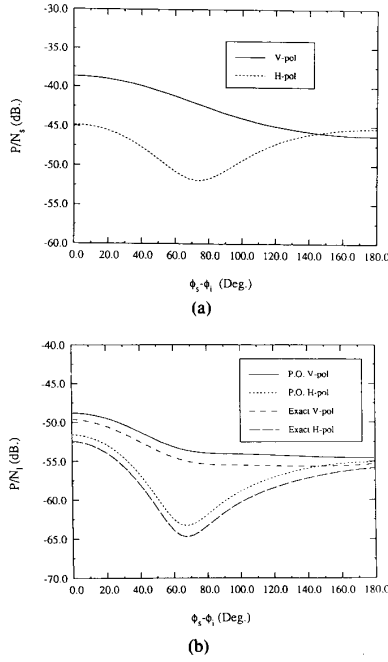 -30.0
-35.0
-40.0
-45.0
-50.0
-55.0
-60.0
P/Nₛ (dB.)
V-pol
H-pol
0.0 20.0 40.0 60.0 80.0 100.0 120.0 140.0 160.0 180.0
ϕₛ-ϕᵢ (Deg.)
(a)
-40.0
-45.0
-50.0
-55.0
-60.0
-65.0
-70.0
P/Nₗ (dB.)
P.O. V-pol
P.O. H-pol
Exact V-pol
Exact H-pol
0.0 20.0 40.0 60.0 80.0 100.0 120.0 140.0 160.0 180.0
ϕₛ-ϕᵢ (Deg.)
(b)